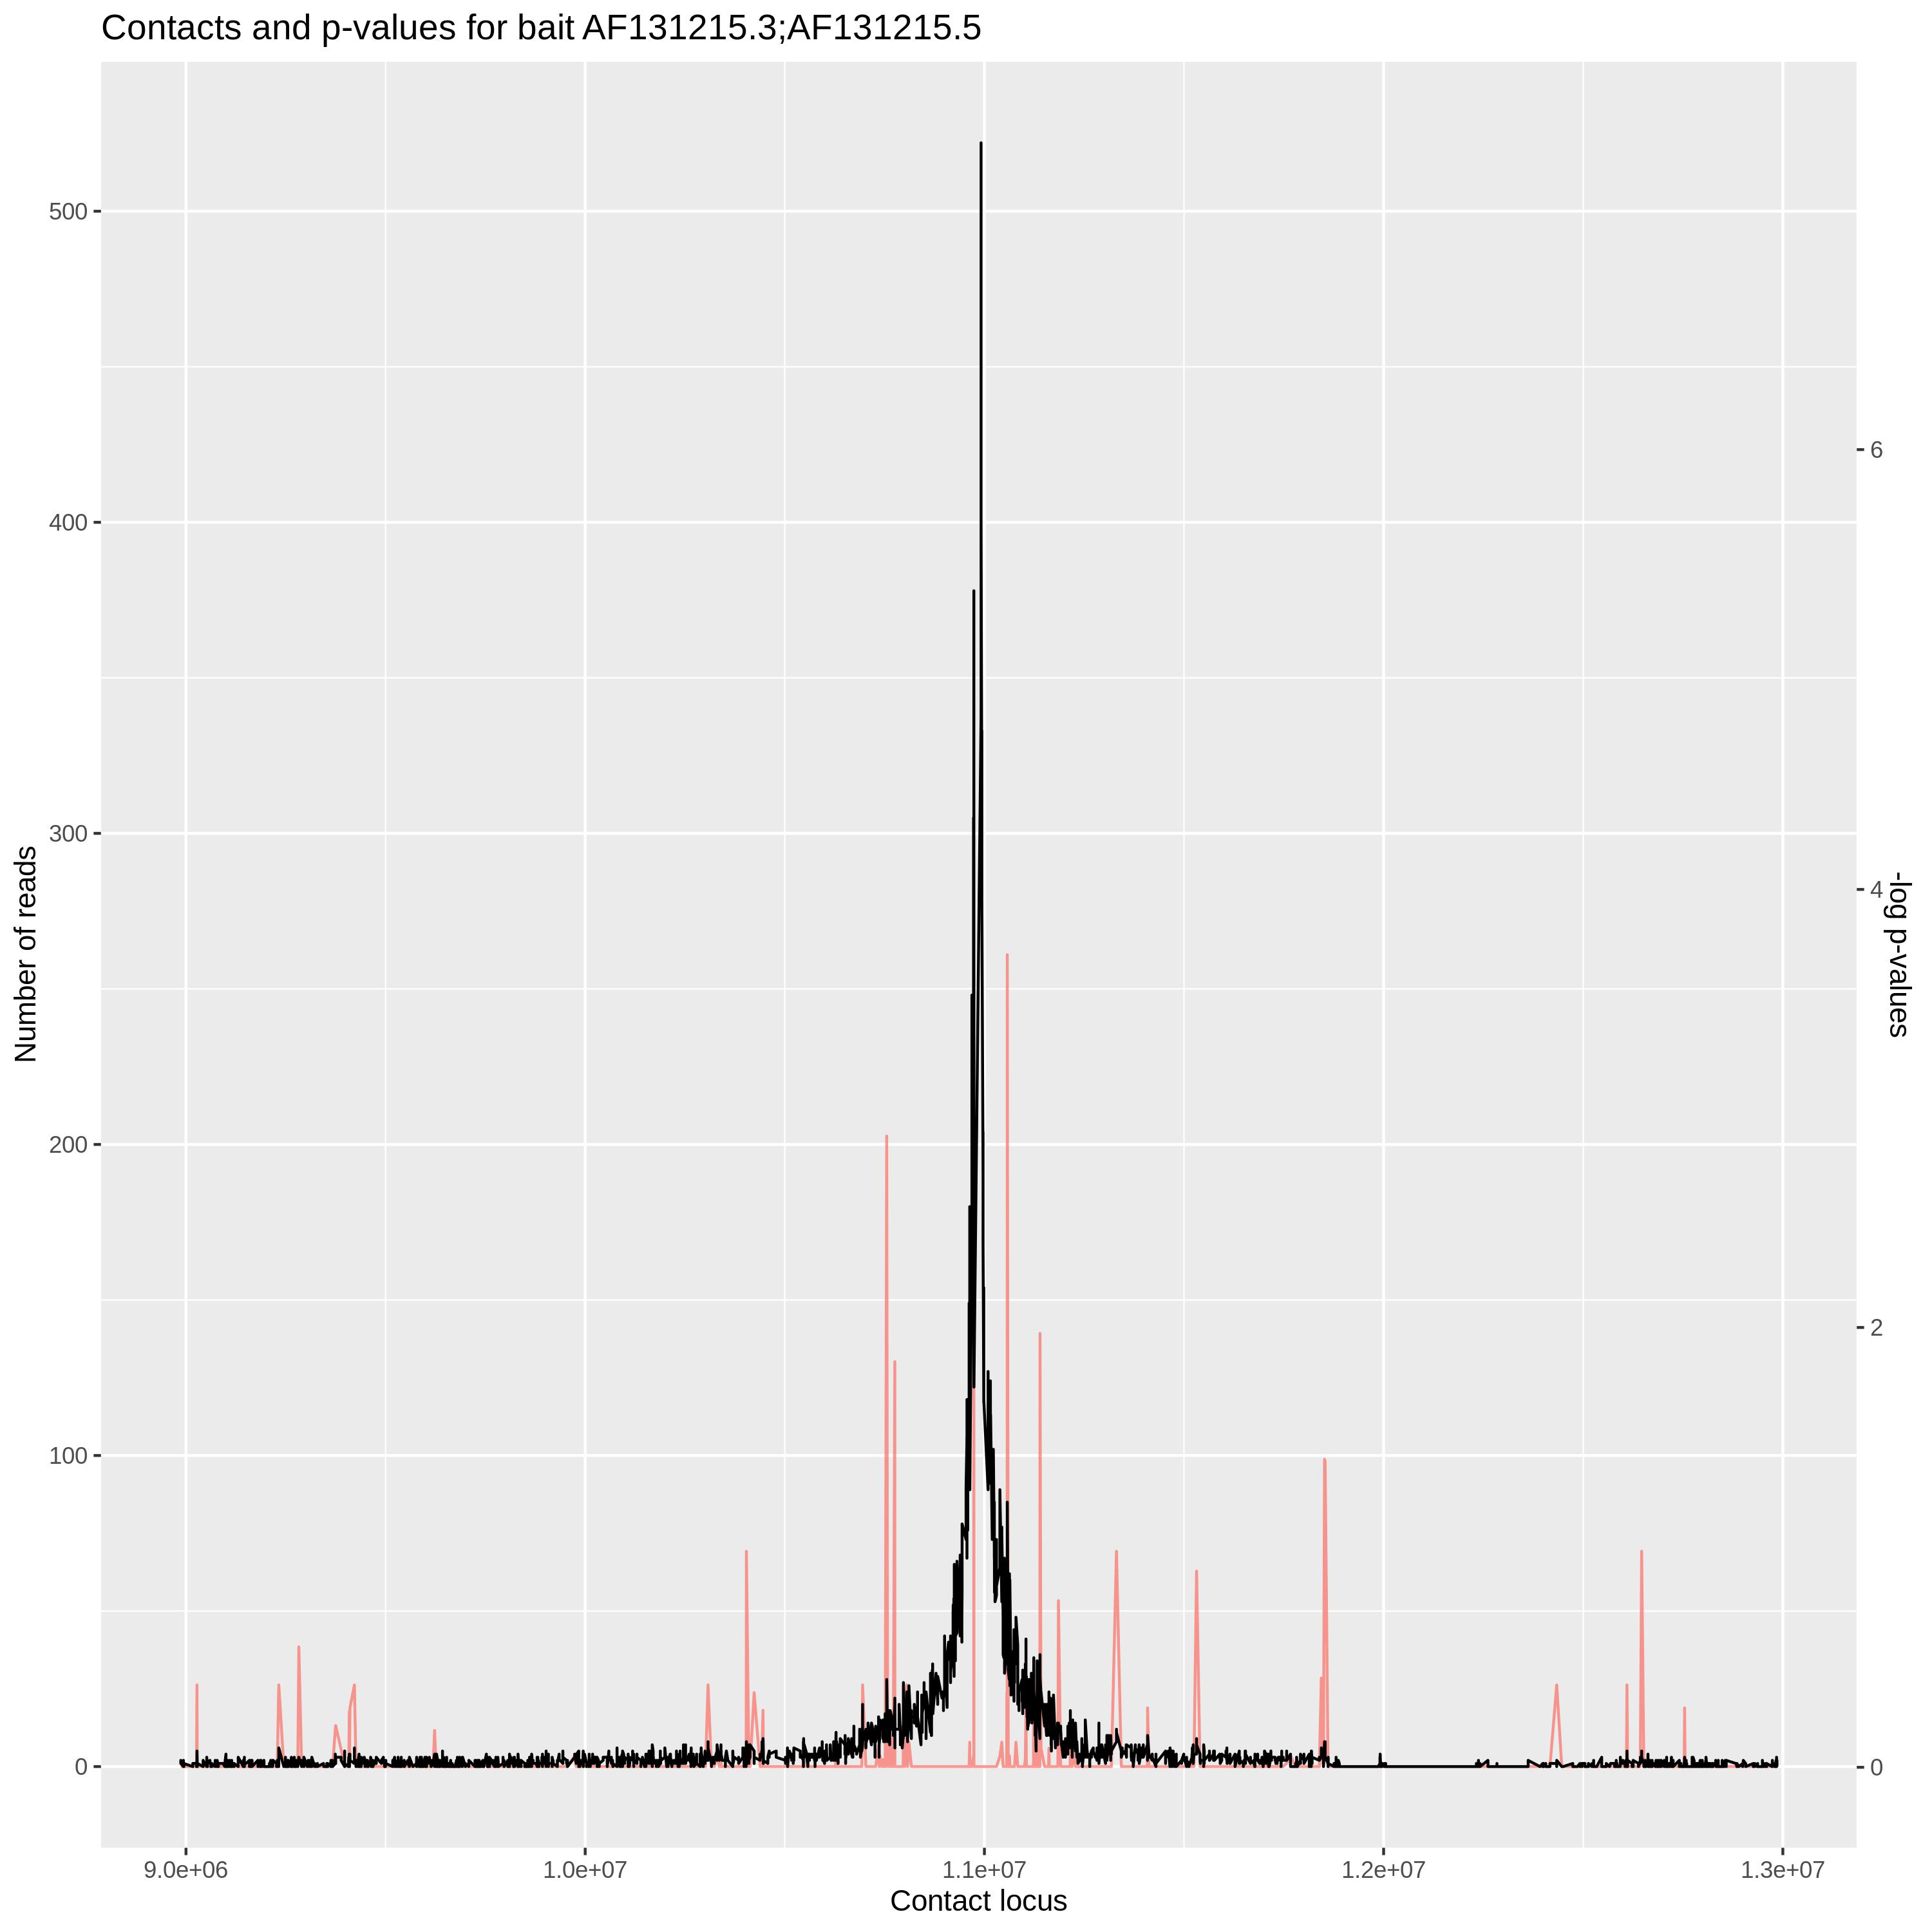 Contacts and p-values for bait AF131215.3;AF131215.5
500
400
300
200
100
0
Number of reads
6
4
2
0
-log p-values
9.0e+06 1.0e+07 1.1e+07 1.2e+07 1.3e+07
Contact locus